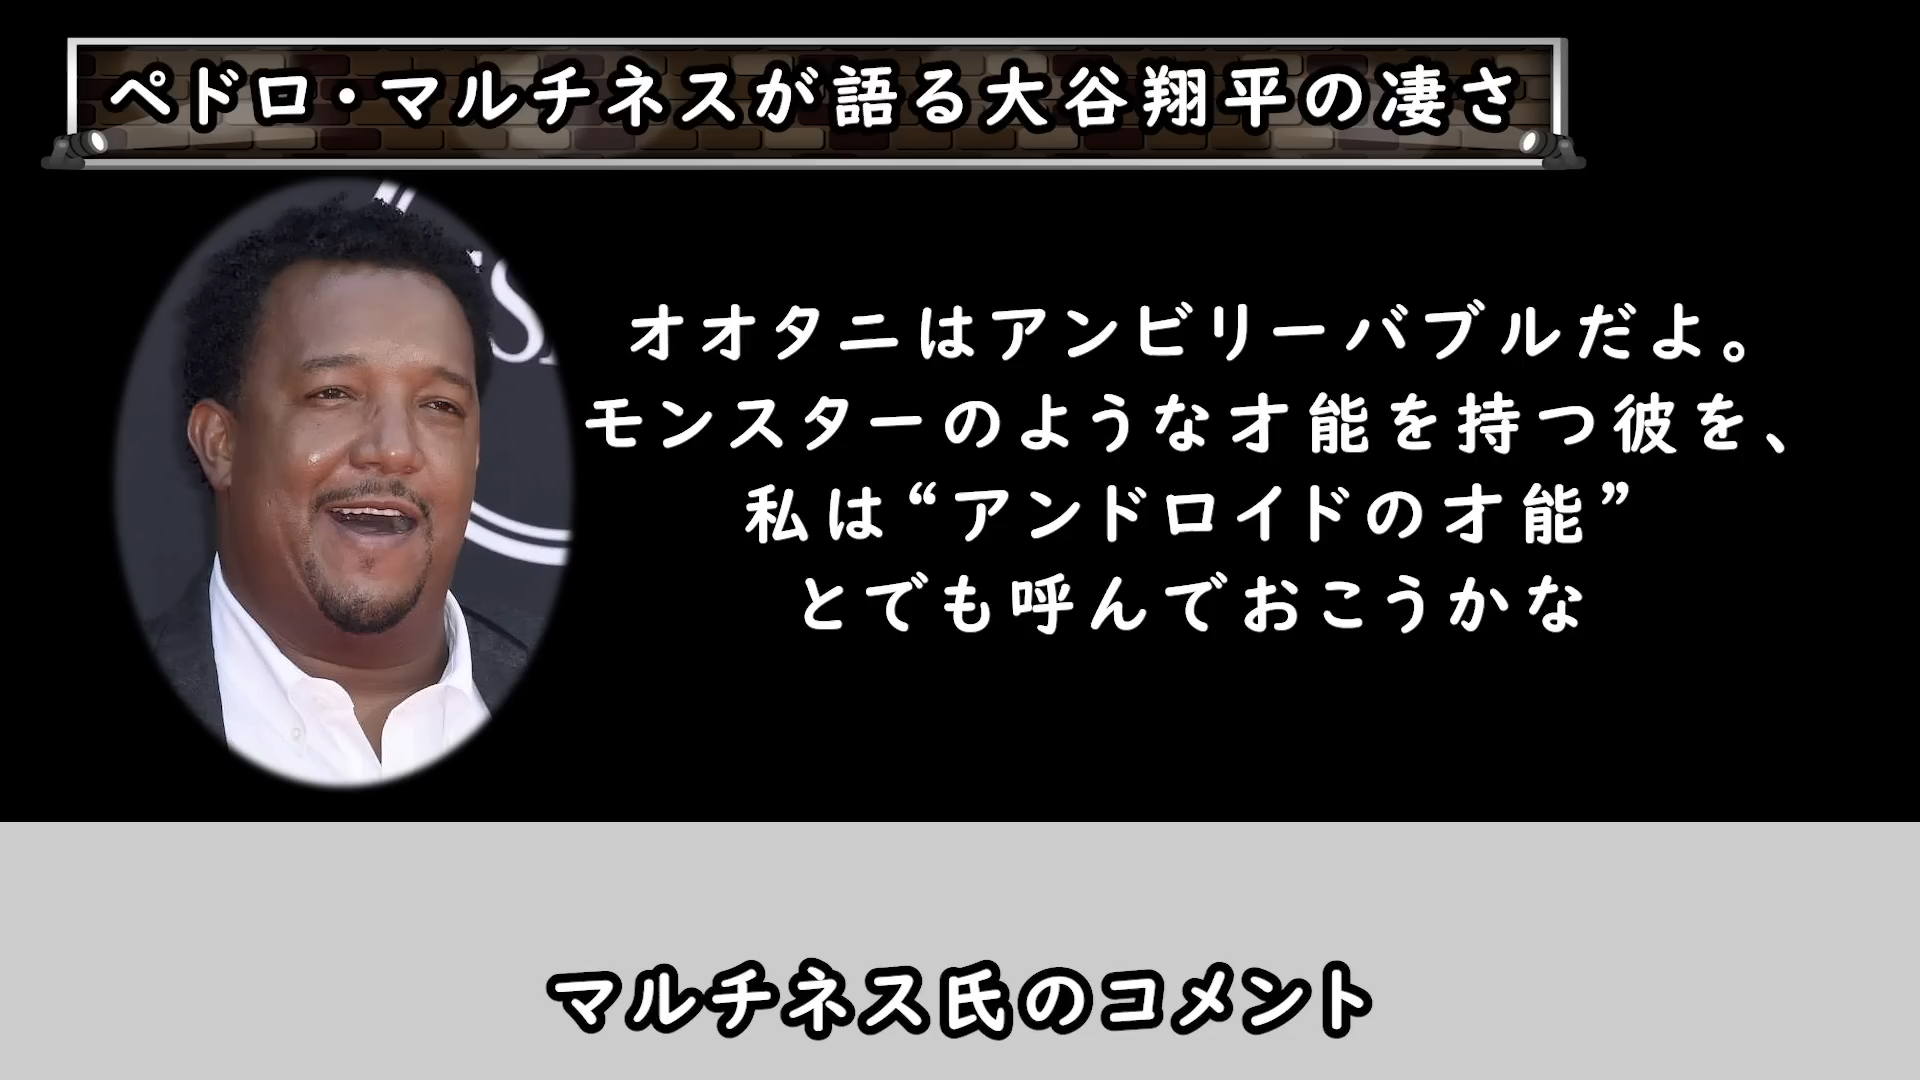 ペドロ・マルチネスが語る大谷翔平の凄さ
オオタニはアンビリーバブルだよ。
モンスターのような才能を持つ彼を、
私は“アンドロイドの才能”
とでも呼んでおこうかな
マルチネス氏のコメント